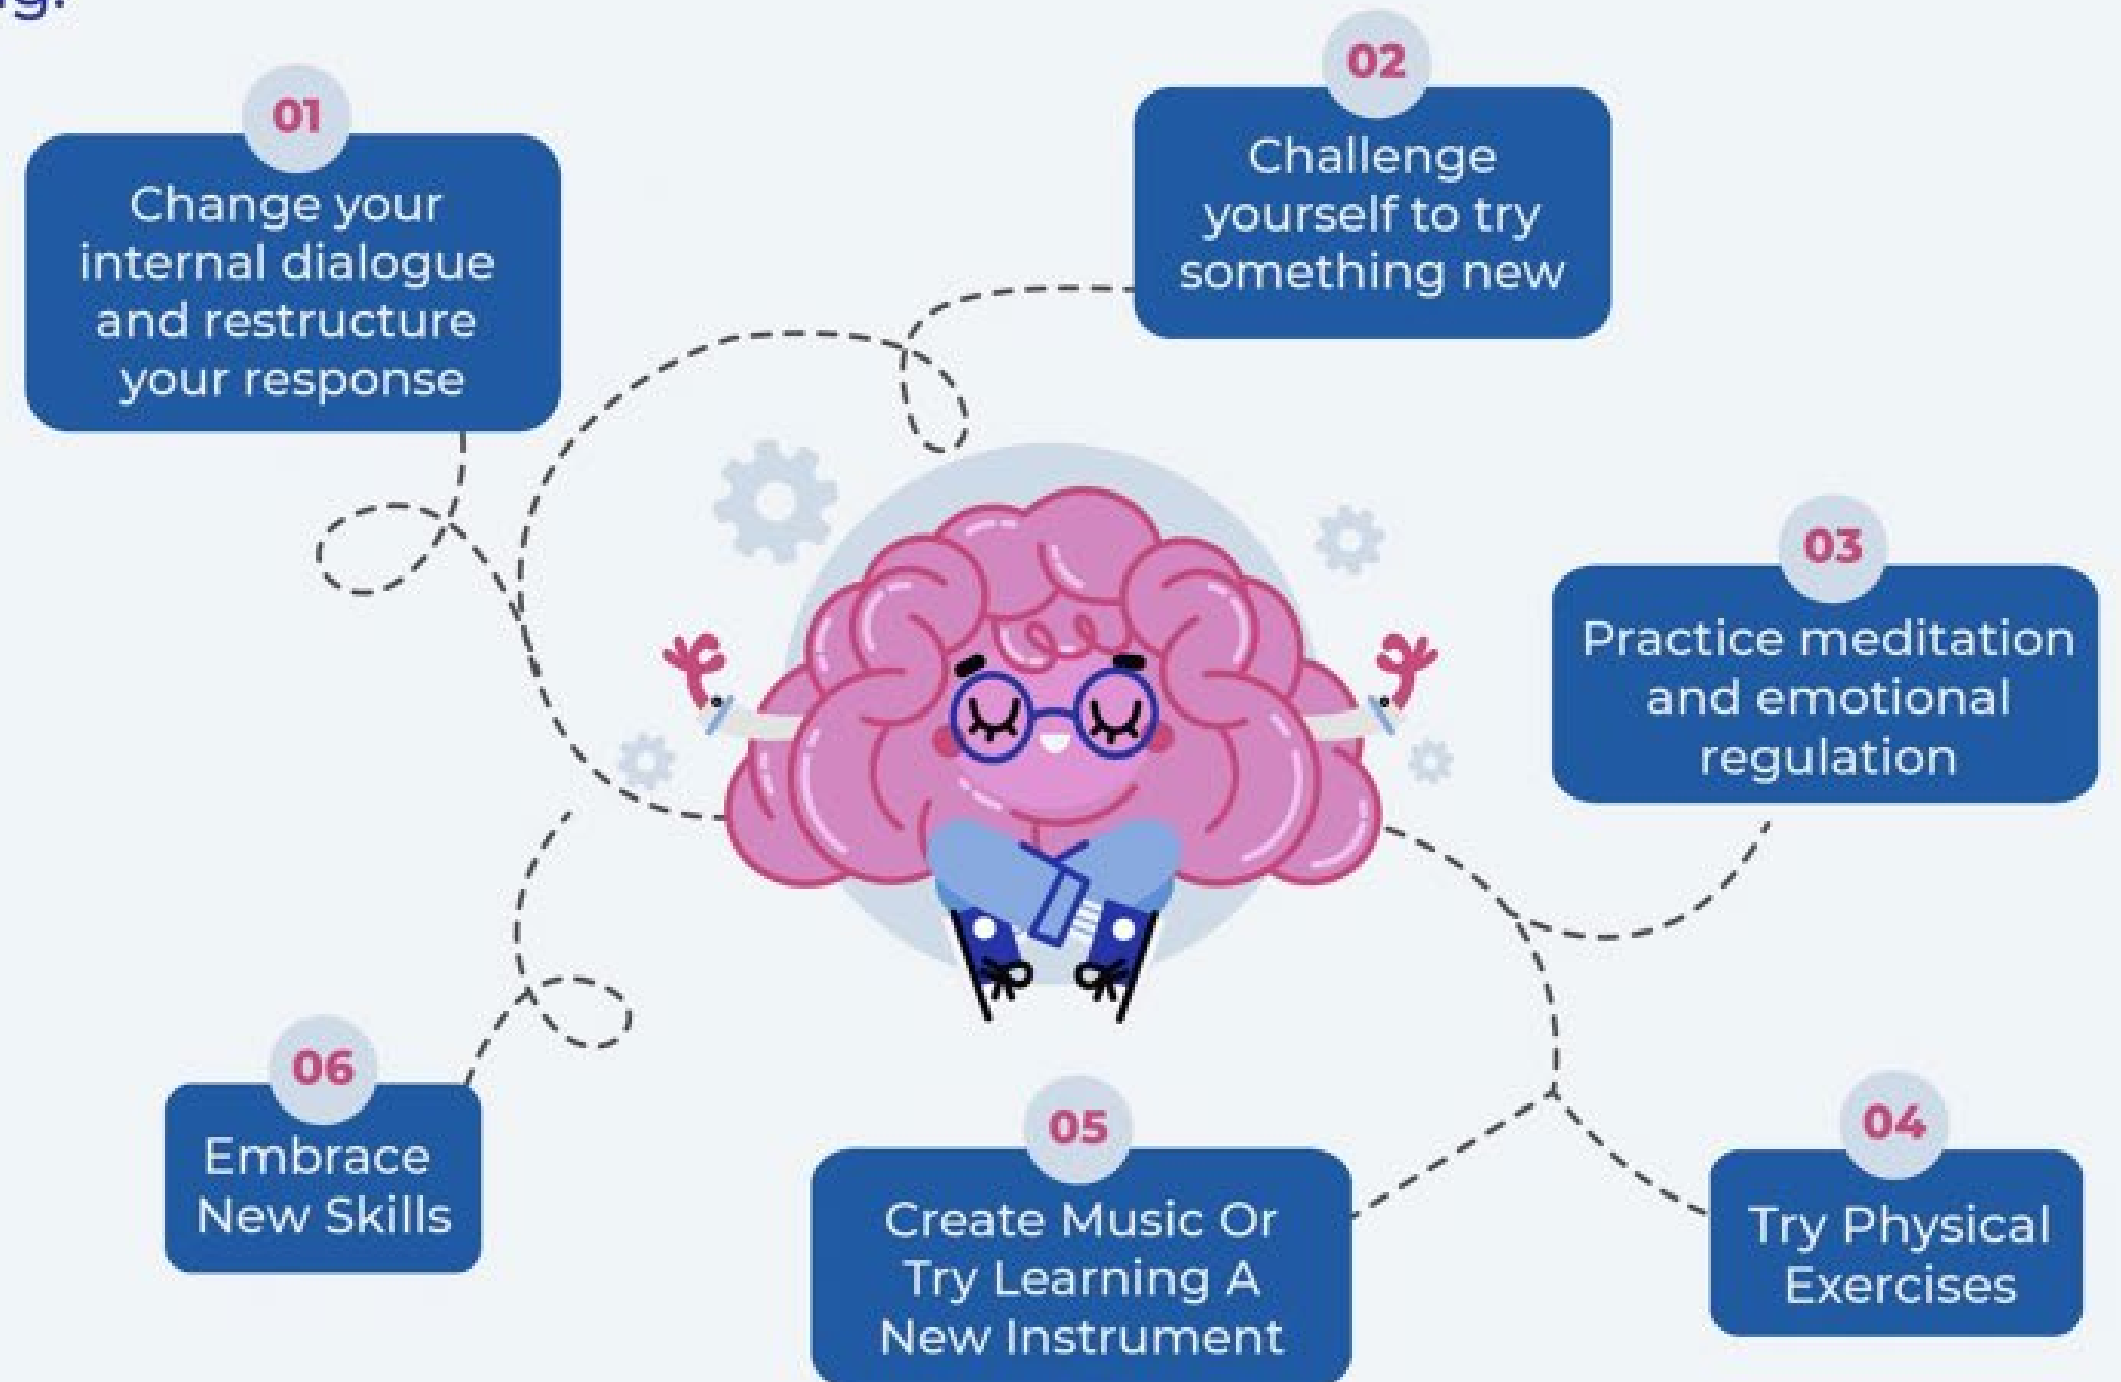 01
Change your
internal dialogue
and restructure
your response
02
Challenge
yourself to try
something new
03
Practice meditation
and emotional
regulation
04
Try Physical
Exercises
05
Create Music Or
Try Learning A
New Instrument
06
Embrace
New Skills